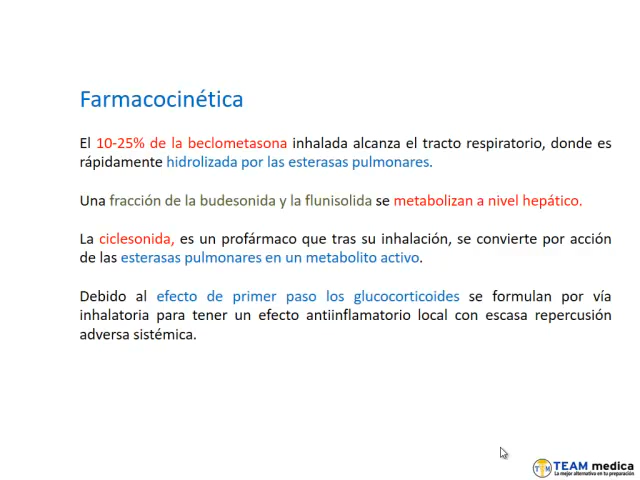 Farmacocinética
El 10-25% de la beclometasona inhalada alcanza el tracto respiratorio, donde es
rápidamente hidrolizada por las esterasas pulmonares.
Una fracción de la budesonida y la flunisolida se metabolizan a nivel hepático.
La ciclesonida, es un profármaco que tras su inhalación, se convierte por acción
de las esterasas pulmonares en un metabolito activo.
Debido al efecto de primer paso los glucocorticoides se formulan por vía
inhalatoria para tener un efecto antiinflamatorio local con escasa repercusión
adversa sistémica.
TM TEAM medica
La mejor alternativa en tu preparación